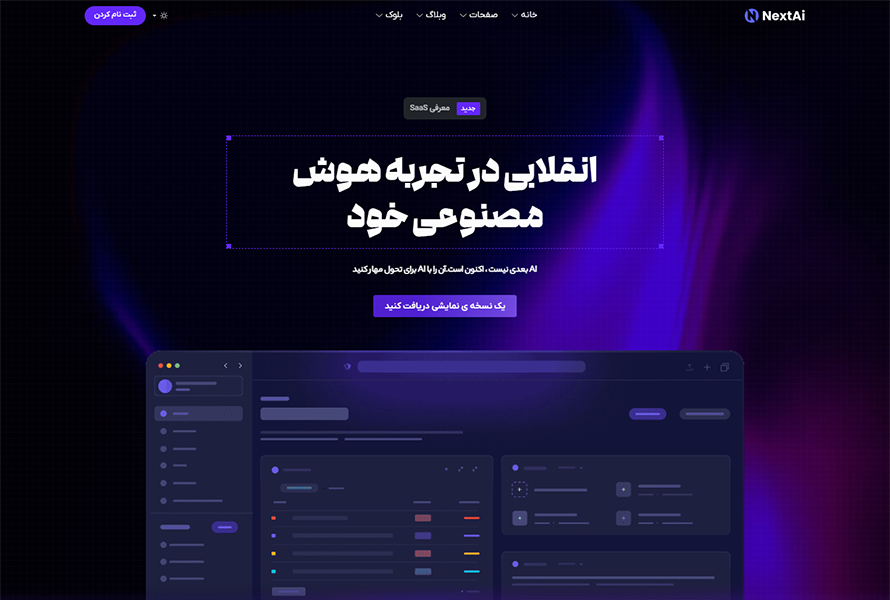 NextAi
خانه
صفحات
وبلاگ
بلوک
ثبت نام کردن
جدید معرفی SaaS
انقلابی در تجربه هوش
مصنوعی خود
AI بعدی نیست ، اکنون است.آن را با AI برای تحول مهار کنید
یک نسخه ی نمایشی دریافت کنید